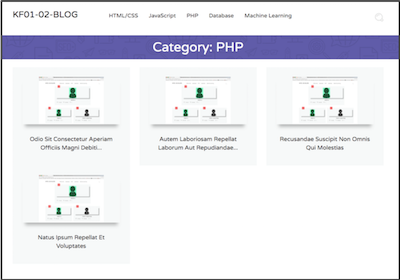 KF01-02-BLOG
HTML/CSS JavaScript PHP Database Machine Learning
Category: PHP
Odio Sit Consectetur Aperiam
Officiis Magni Debiti...
Autem Laboriosam Repellat
Laborum Aut Repudiandae...
Recusandae Suscipit Non Omnis
Qui Molestias
Natus Ipsum Repellat Et
Voluptates